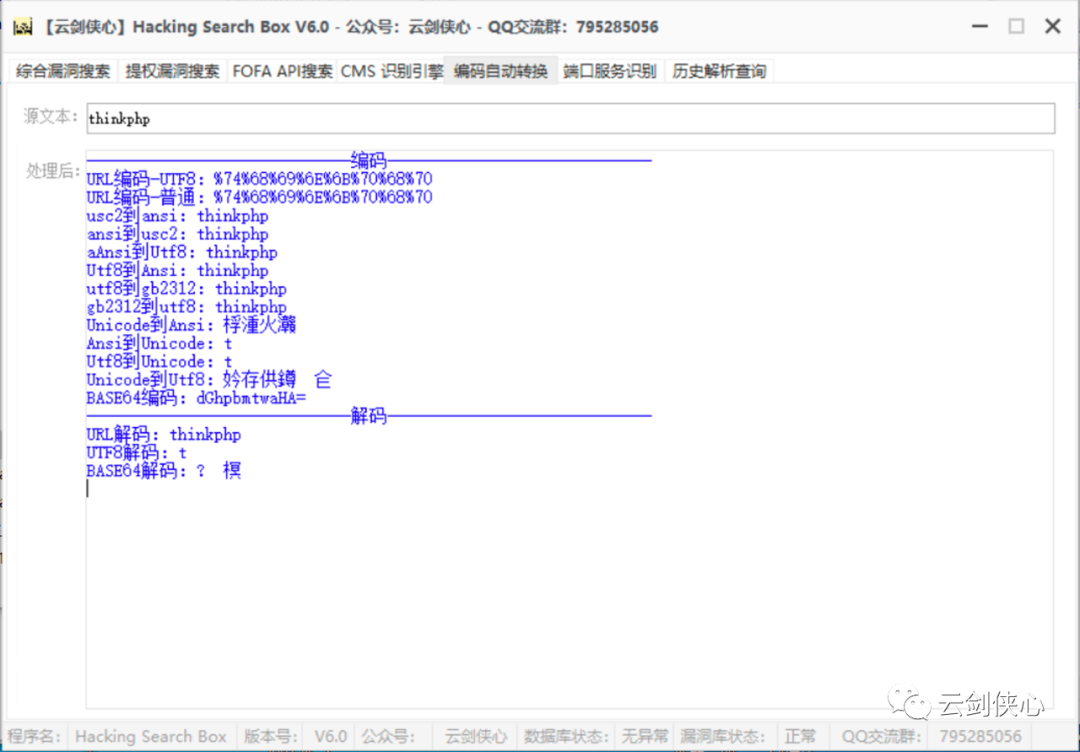 【云剑侠心】Hacking Search Box V6.0 - 公众号：云剑侠心 - QQ交流群：795285056
综合漏洞搜索 提权漏洞搜索 FOFA API搜索 CMS 识别引擎 编码自动转换 端口服务识别 历史解析查询
源文本： thinkphp
处理后：
编码
URL编码-UTF8：%74%68%69%6E%6B%70%68%70
URL编码-普通：%74%68%69%6E%6B%70%68%70
usc2到ansi：thinkphp
ansi到usc2：thinkphp
aAnsi到Utf8：thinkphp
Utf8到Ansi：thinkphp
utf8到gb2312：thinkphp
gb2312到utf8：thinkphp
Unicode到Ansi：桴湩火灨
Ansi到Unicode：t
Utf8到Unicode：t
Unicode到Utf8：妗存供鐏
BASE64编码：dGhpbmtwaHA=
解码
URL解码：thinkphp
UTF8解码：t
BASE64解码：?
云剑侠心
程序名： Hacking Search Box 版本号： V6.0 公众号： 云剑侠心 数据库状态： 无异常 漏洞库状态： 正常 QQ交流群： 795285056